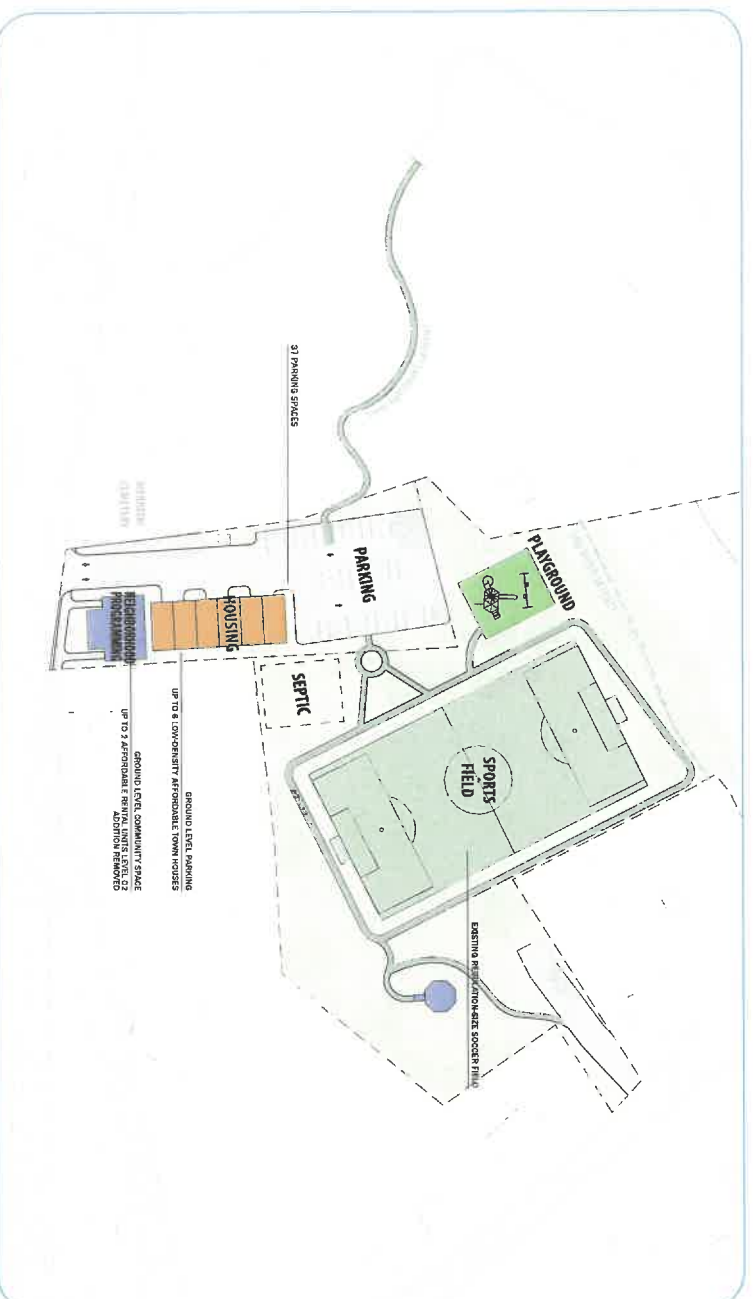 PLAYGROUND
PARKING
37 PARKING SPACES
SPORTS
FIELD
SEPTIC
HOUSING
NEIGHBORHOOD
PROGRAMMING
EXISTING REGULATION-SIZE SOCCER FIELD
GROUND LEVEL PARKING
UP TO 6 LOW-DENSITY AFFORDABLE TOWN HOUSES
GROUND LEVEL COMMUNITY SPACE
UP TO 2 AFFORDABLE RENTAL UNITS LEVEL 02
ADDITION REMOVED
CEMETERY